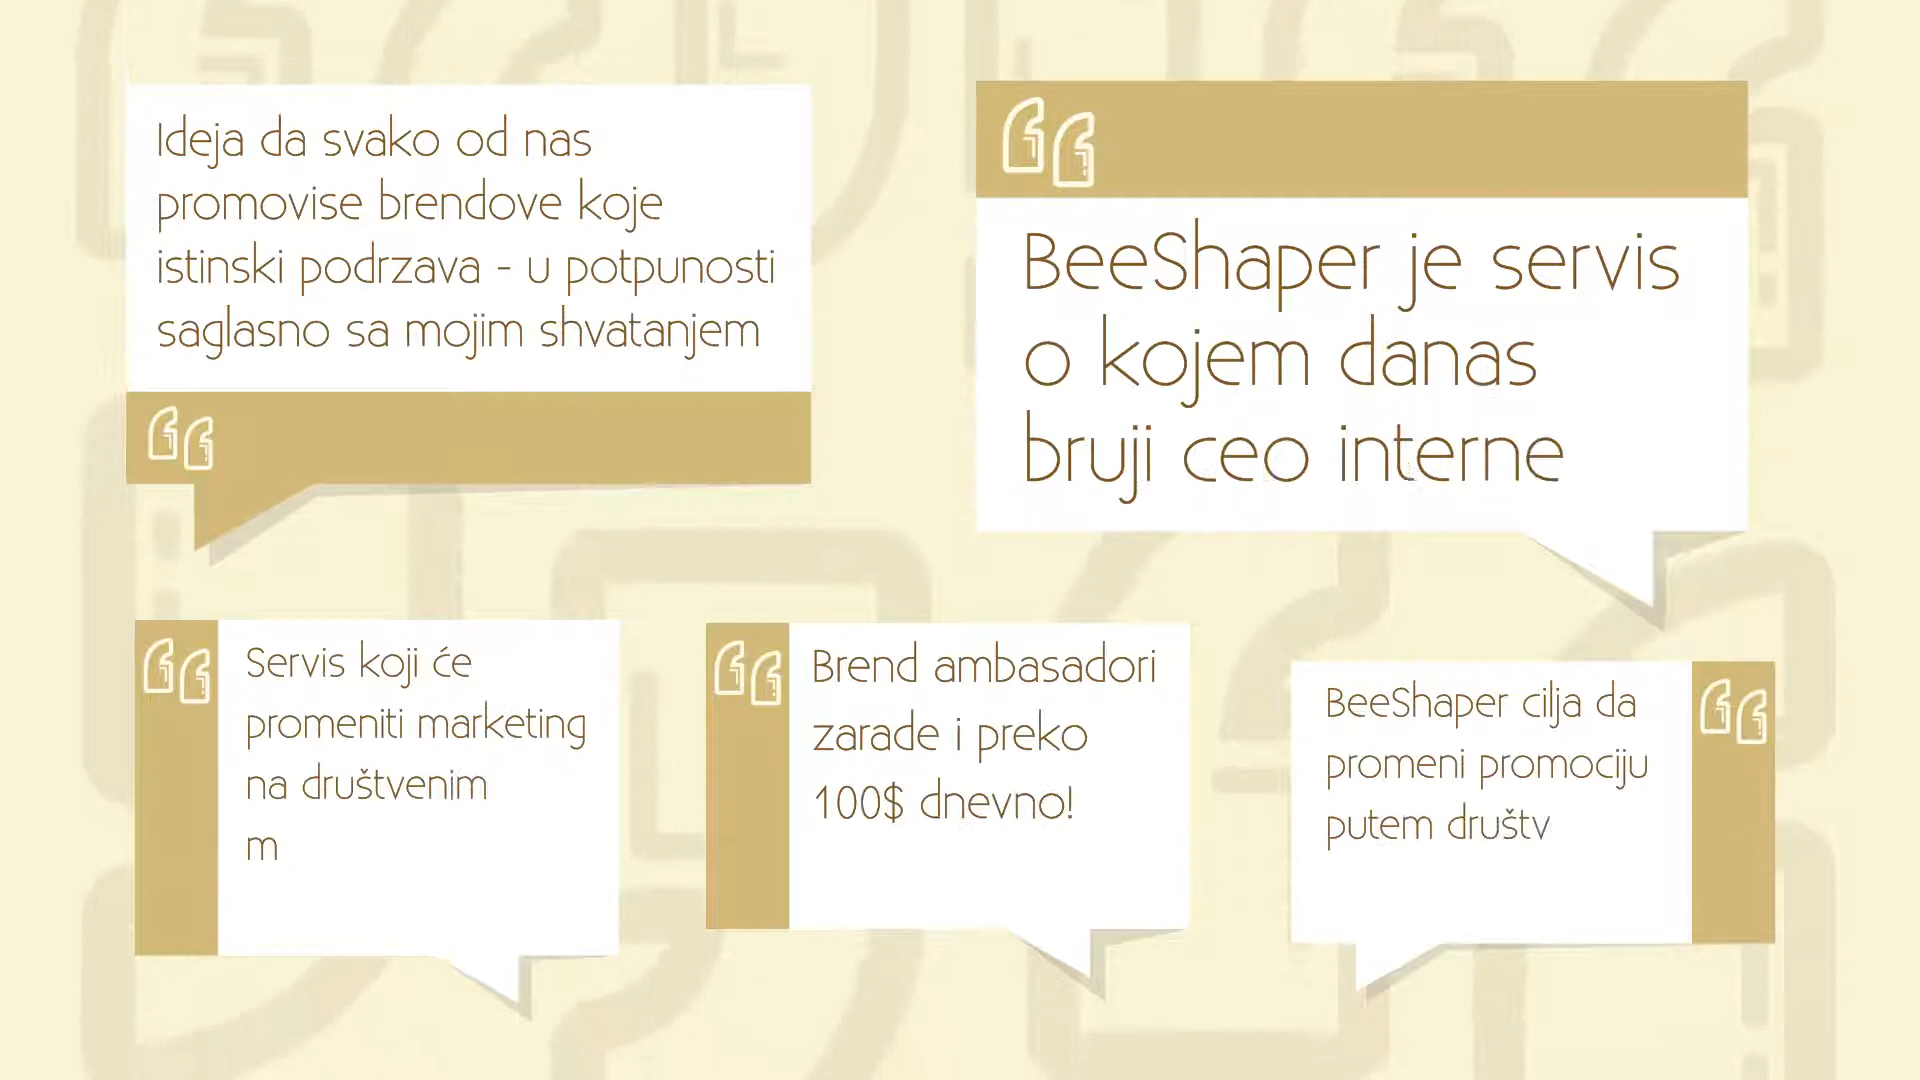 Ideja da svako od nas
promovise brendove koje
istinski podrzava - u potpunosti
saglasno sa mojim shvatanjem
BeeShaper je servis
o kojem danas
bruji ceo interne
Servis koji će
promeniti marketing
na društvenim
m
Brend ambasadori
zarade i preko
100$ dnevno!
BeeShaper cilja da
promeni promociju
putem društv